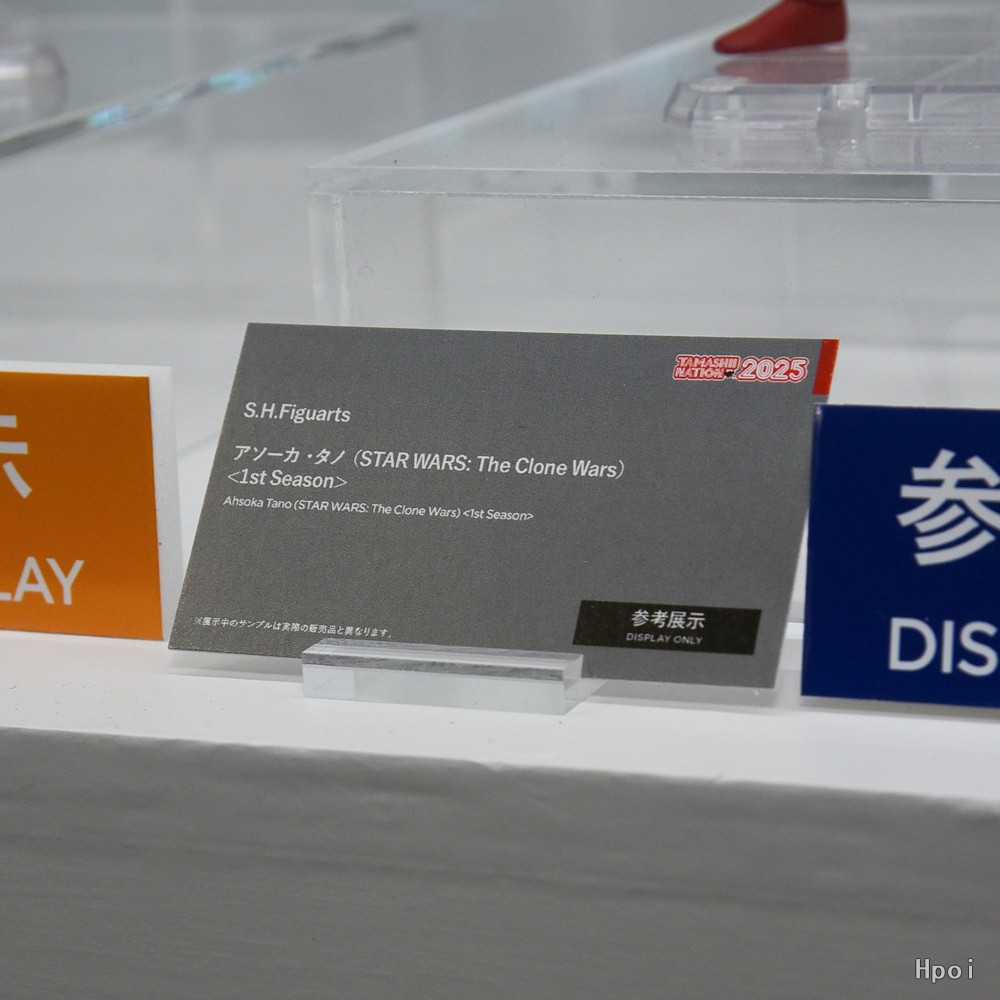 TAMASHII
NATION 2025
S.H.Figuarts
アソーカ・タノ（STAR WARS: The Clone Wars）
<1st Season>
Ahsoka Tano (STAR WARS: The Clone Wars) <1st Season>
※展示中のサンプルは実際の販売品と異なります。
参考展示
DISPLAY ONLY
示
LAY
参
DIS
Hpoi